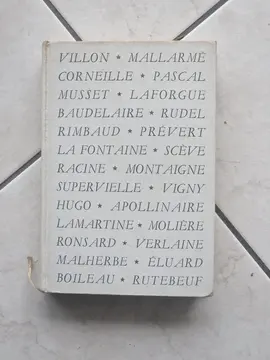 VILLON * MALLARMÉ
CORNEILLE * PASCAL
MUSSET * LAFORGUE
BAUDELAIRE * RUDEL
RIMBAUD * PRÉVERT
LA FONTAINE * SCÈVE
RACINE * MONTAIGNE
SUPERVIELLE * VIGNY
HUGO * APOLLINAIRE
LAMARTINE * MOLIÈRE
RONSARD * VERLAINE
MALHERBE * ÉLUARD
BOILEAU * RUTEBEUF